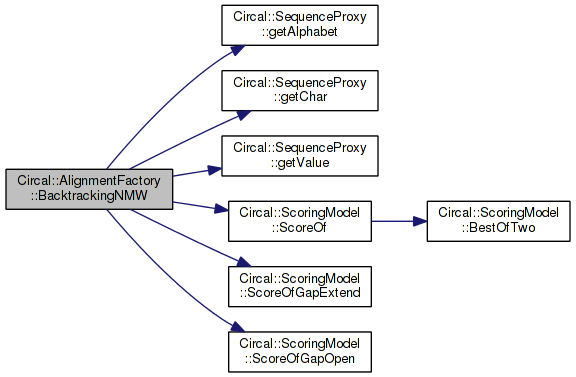 Circal::SequenceProxy
::getAlphabet
Circal::SequenceProxy
::getChar
Circal::SequenceProxy
::getValue
Circal::AlignmentFactory
::BacktrackingNMW
Circal::ScoringModel
::ScoreOf
Circal::ScoringModel
::BestOfTwo
Circal::ScoringModel
::ScoreOfGapExtend
Circal::ScoringModel
::ScoreOfGapOpen